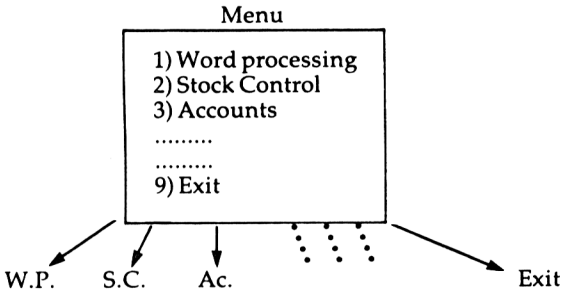 Menu
1) Word processing
2) Stock Control
3) Accounts
.........
.........
9) Exit
W.P. S.C. Ac. Exit